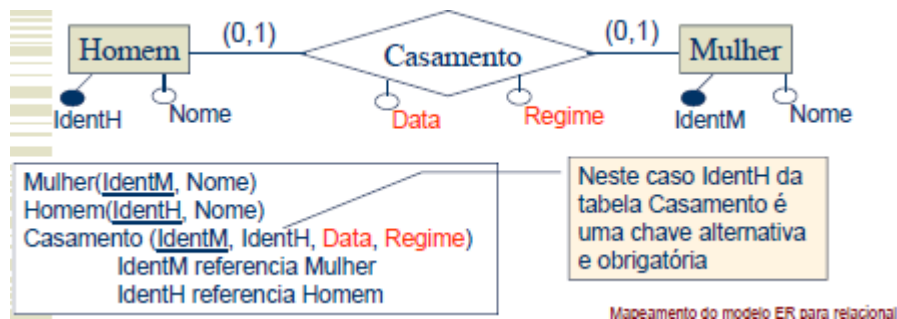 (0,1)
(0,1)
Homem
Casamento
Mulher
IdentH
Nome
Data
Regime
IdentM
Nome
Mulher(IdentM, Nome)
Homem(IdentH, Nome)
Casamento (IdentM, IdentH, Data, Regime)
IdentM referencia Mulher
IdentH referencia Homem
Neste caso IdentH da
tabela Casamento é
uma chave alternativa
e obrigatória
Mapeamento do modelo ER para relacional